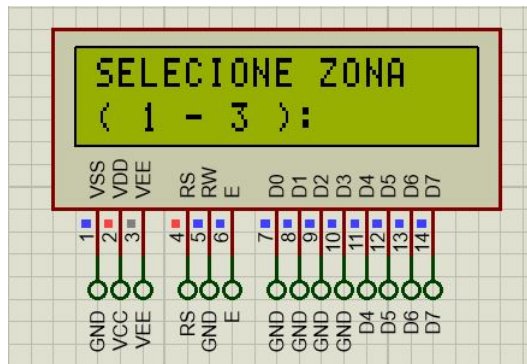 SELECIONE ZONA
( 1 - 3 ):
VSS VDD VEE RS RW E D0 D1 D2 D3 D4 D5 D6 D7
1 2 3 4 5 6 7 8 9 10 11 12 13 14
GND VCC VEE RS GND E GND GND GND GND D4 D5 D6 D7